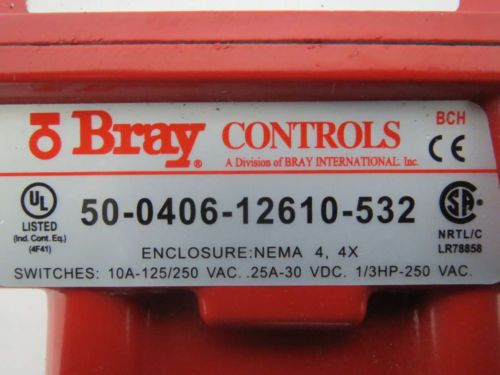 Bray® CONTROLS
A Division of BRAY INTERNATIONAL. Inc.
BCH
CE
UL
LISTED
(Ind. Cont. Eq.)
(4F41)
50-0406-12610-532
SA
NRTL/C
LR78858
ENCLOSURE:NEMA 4, 4X
SWITCHES: 10A-125/250 VAC. .25A-30 VDC. 1/3HP-250 VAC.